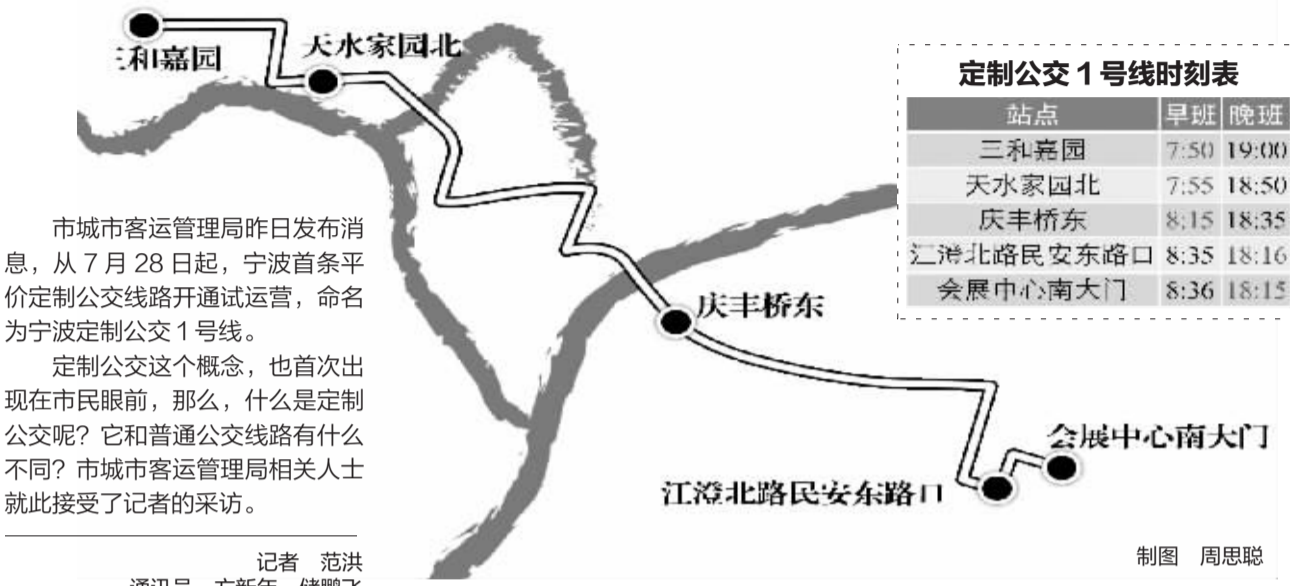 三和嘉园
天水家园北
庆丰桥东
会展中心南大门
江澄北路民安东路口
定制公交1号线时刻表
站点 早班 晚班
三和嘉园 7:50 19:00
天水家园北 7:55 18:50
庆丰桥东 8:15 18:35
江澄北路民安东路口 8:35 18:16
会展中心南大门 8:36 18:15
市城市客运管理局昨日发布消
息，从7月28日起，宁波首条平
价定制公交线路开通试运营，命名
为宁波定制公交1号线。
定制公交这个概念，也首次出
现在市民眼前，那么，什么是定制
公交呢？它和普通公交线路有什么
不同？市城市客运管理局相关人士
就此接受了记者的采访。
记者 范洪
通讯员 方新年 储鹏飞
制图 周思聪